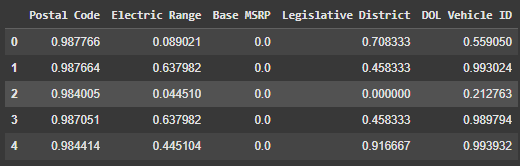 Postal Code Electric Range Base MSRP Legislative District DOL Vehicle ID
0 0.987766 0.089021 0.0 0.708333 0.559050
1 0.987664 0.637982 0.0 0.458333 0.993024
2 0.984005 0.044510 0.0 0.000000 0.212763
3 0.987051 0.637982 0.0 0.458333 0.989794
4 0.984414 0.445104 0.0 0.916667 0.993932